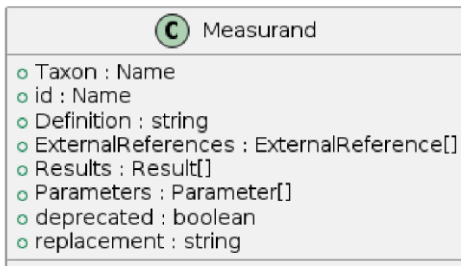 C Measurand
Taxon : Name
id : Name
Definition : string
ExternalReferences : ExternalReference[]
Results : Result[]
Parameters : Parameter[]
deprecated : boolean
replacement : string